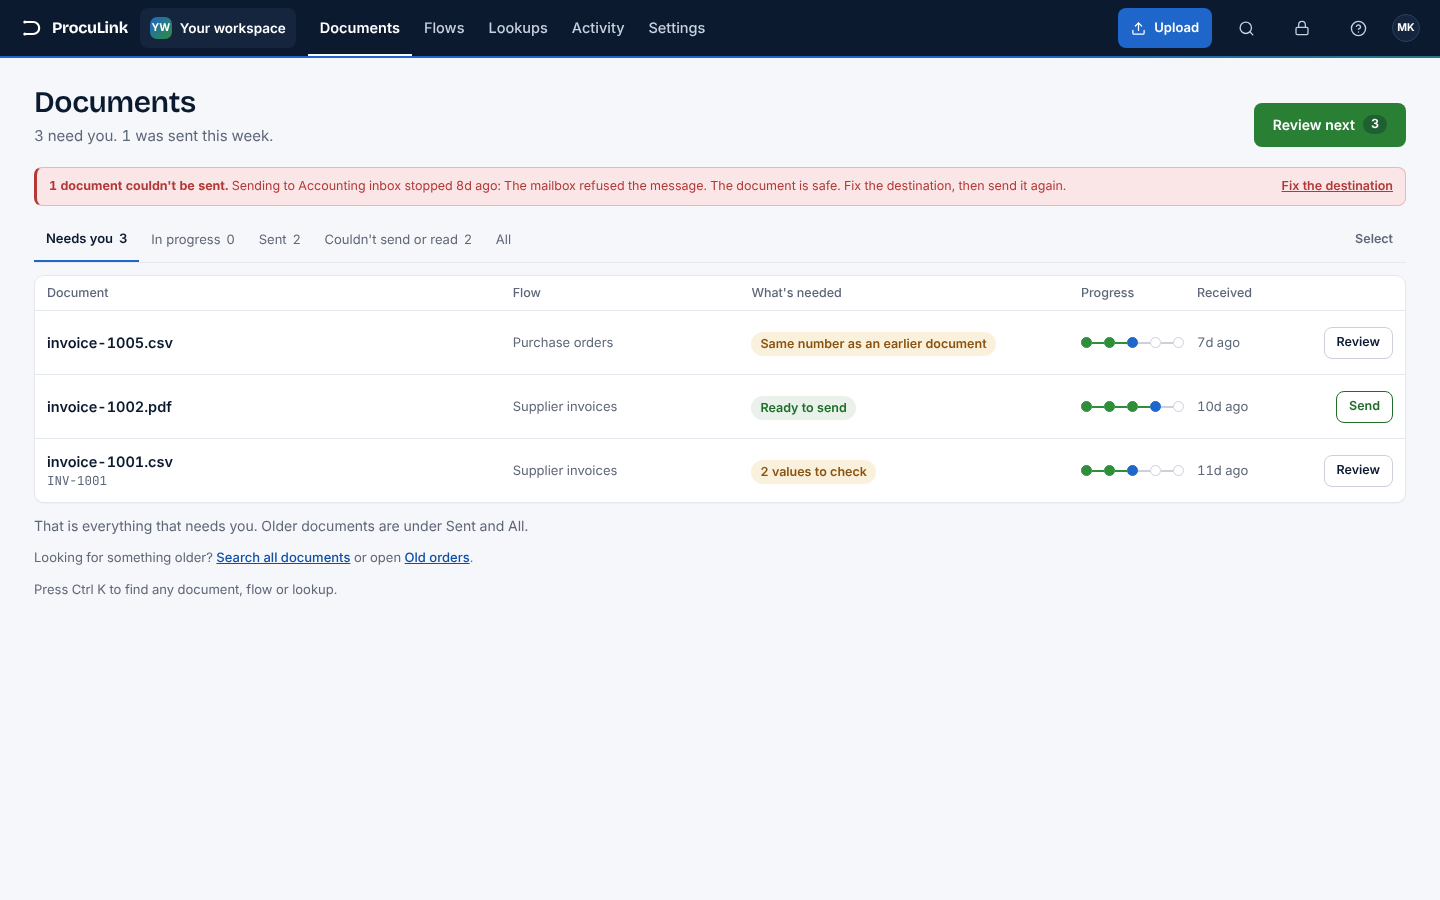 ProcuLink
YW Your workspace
Documents Flows Lookups Activity Settings
Upload
MK
Documents
3 need you. 1 was sent this week.
Review next 3
1 document couldn't be sent. Sending to Accounting inbox stopped 8d ago: The mailbox refused the message. The document is safe. Fix the destination, then send it again. Fix the destination
Needs you 3 In progress 0 Sent 2 Couldn't send or read 2 All Select
Document Flow What's needed Progress Received
invoice-1005.csv Purchase orders Same number as an earlier document 7d ago Review
invoice-1002.pdf Supplier invoices Ready to send 10d ago Send
invoice-1001.csv
INV-1001
Supplier invoices 2 values to check 11d ago Review
That is everything that needs you. Older documents are under Sent and All.
Looking for something older? Search all documents or open Old orders.
Press Ctrl K to find any document, flow or lookup.